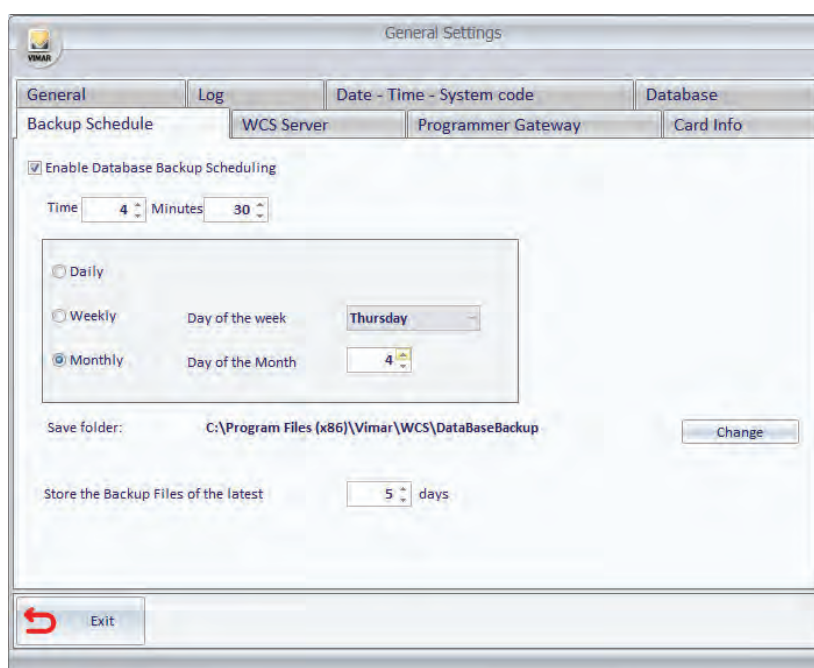 General Settings
VIMAR
General Log Date - Time - System code Database
Backup Schedule WCS Server Programmer Gateway Card Info
Enable Database Backup Scheduling
Time 4 Minutes 30
Daily
Weekly Day of the week Thursday
Monthly Day of the Month 4
Save folder: C:\Program Files (x86)\Vimar\WCS\DataBaseBackup Change
Store the Backup Files of the latest 5 days
Exit